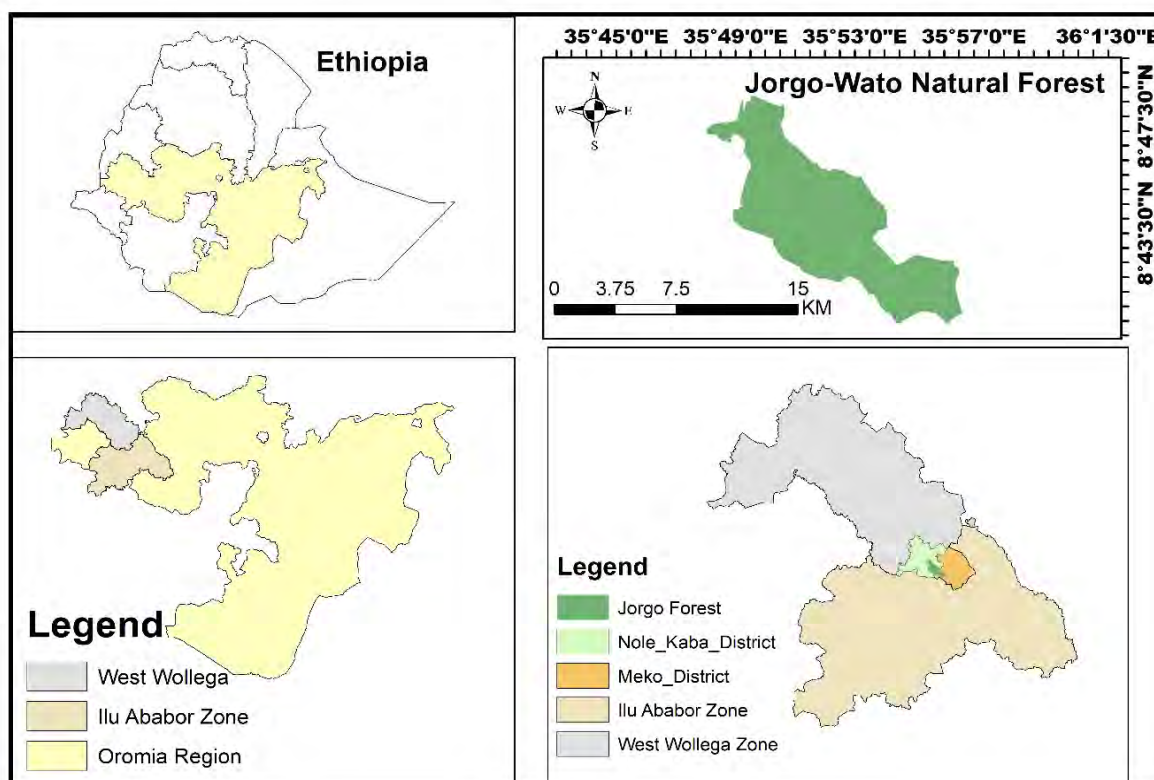 Ethiopia
35°45'0"E 35°49'0"E 35°53'0"E 35°57'0"E 36°1'30"E
Jorgo-Wato Natural Forest
N
W E
S
8°47'30"N
8°43'30"N
0 3.75 7.5 15
KM
Legend
West Wollega
Ilu Ababor Zone
Oromia Region
Legend
Jorgo Forest
Nole_Kaba_District
Meko_District
Ilu Ababor Zone
West Wollega Zone